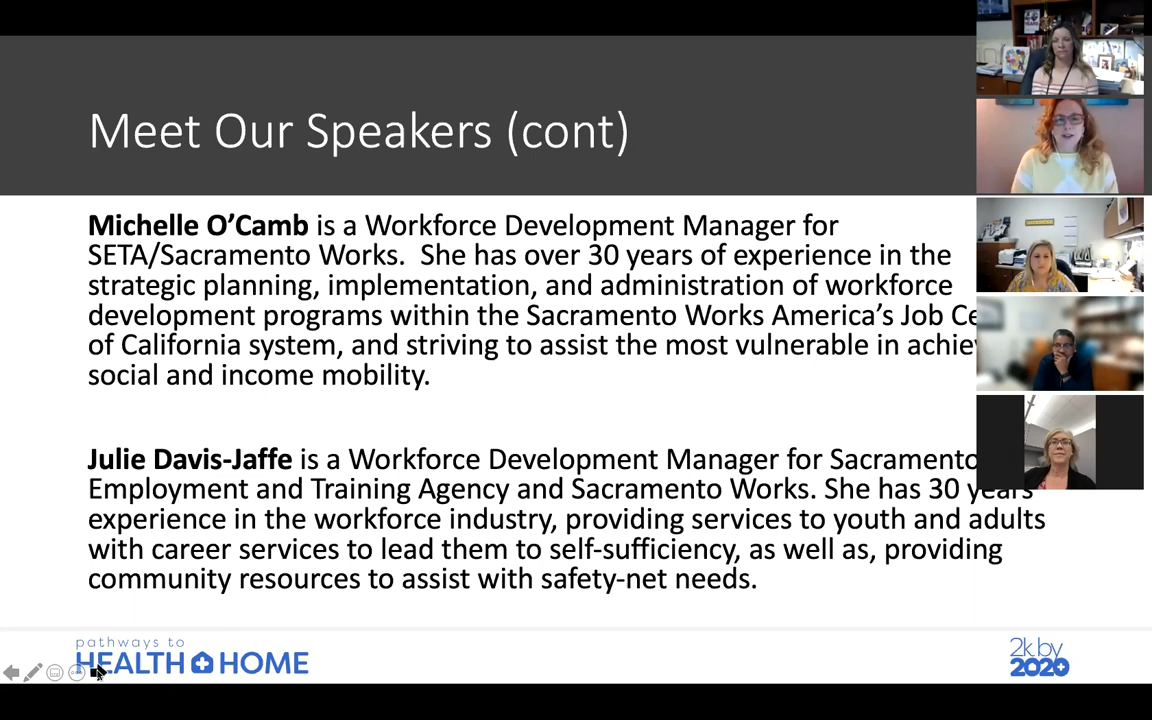 Meet Our Speakers (cont)
Michelle O’Camb is a Workforce Development Manager for
SETA/Sacramento Works. She has over 30 years of experience in the
strategic planning, implementation, and administration of workforce
development programs within the Sacramento Works America’s Job Ce
of California system, and striving to assist the most vulnerable in achie
social and income mobility.
Julie Davis-Jaffe is a Workforce Development Manager for Sacramento
Employment and Training Agency and Sacramento Works. She has 30 years
experience in the workforce industry, providing services to youth and adults
with career services to lead them to self-sufficiency, as well as, providing
community resources to assist with safety-net needs.
pathways to
HEALTH HOME
2k by
2020